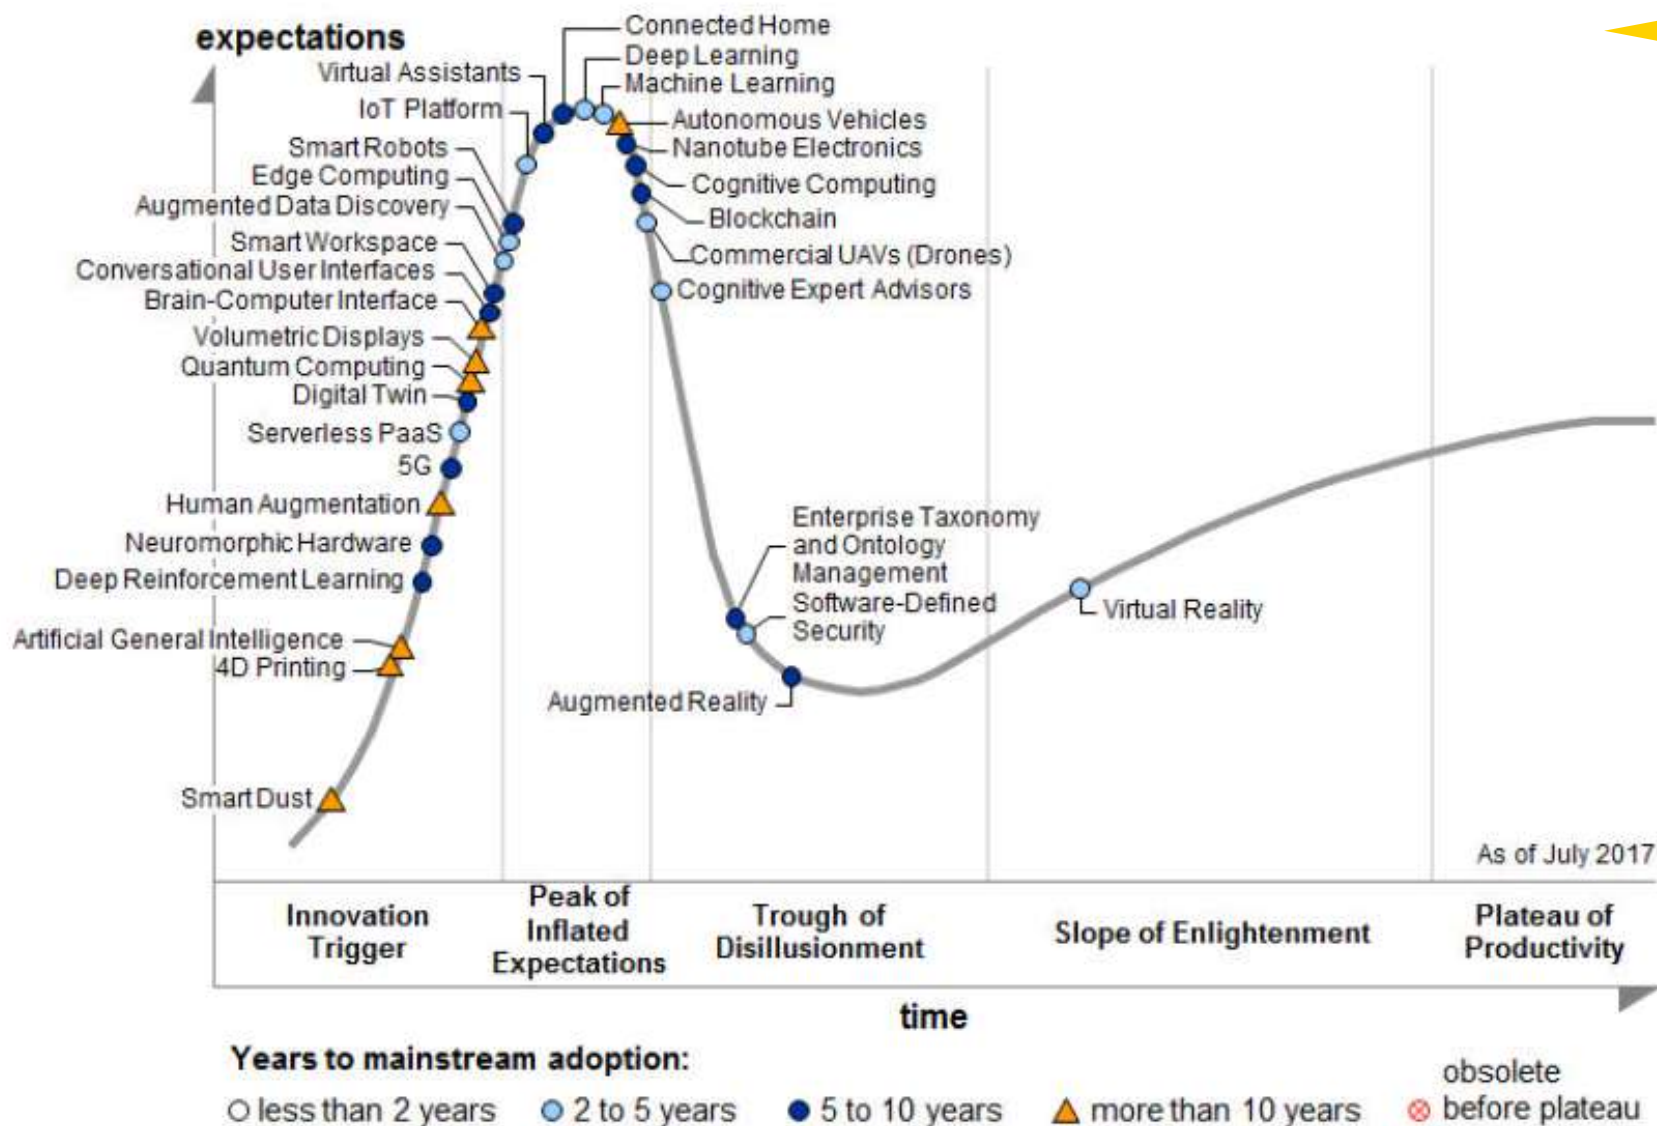 expectations
Connected Home
Deep Learning
Virtual Assistants
Machine Learning
IoT Platform
Autonomous Vehicles
Smart Robots
Nanotube Electronics
Edge Computing
Cognitive Computing
Augmented Data Discovery
Blockchain
Smart Workspace
Commercial UAVs (Drones)
Conversational User Interfaces
Cognitive Expert Advisors
Brain-Computer Interface
Volumetric Displays
Quantum Computing
Digital Twin
Serverless PaaS
5G
Human Augmentation
Enterprise Taxonomy
and Ontology
Management
Neuromorphic Hardware
Deep Reinforcement Learning
Software-Defined
Security
Virtual Reality
Artificial General Intelligence
4D Printing
Augmented Reality
Smart Dust
As of July 2017
Innovation
Trigger
Peak of
Inflated
Expectations
Trough of
Disillusionment
Slope of Enlightenment
Plateau of
Productivity
time
Years to mainstream adoption:
less than 2 years
2 to 5 years
5 to 10 years
more than 10 years
obsolete
before plateau